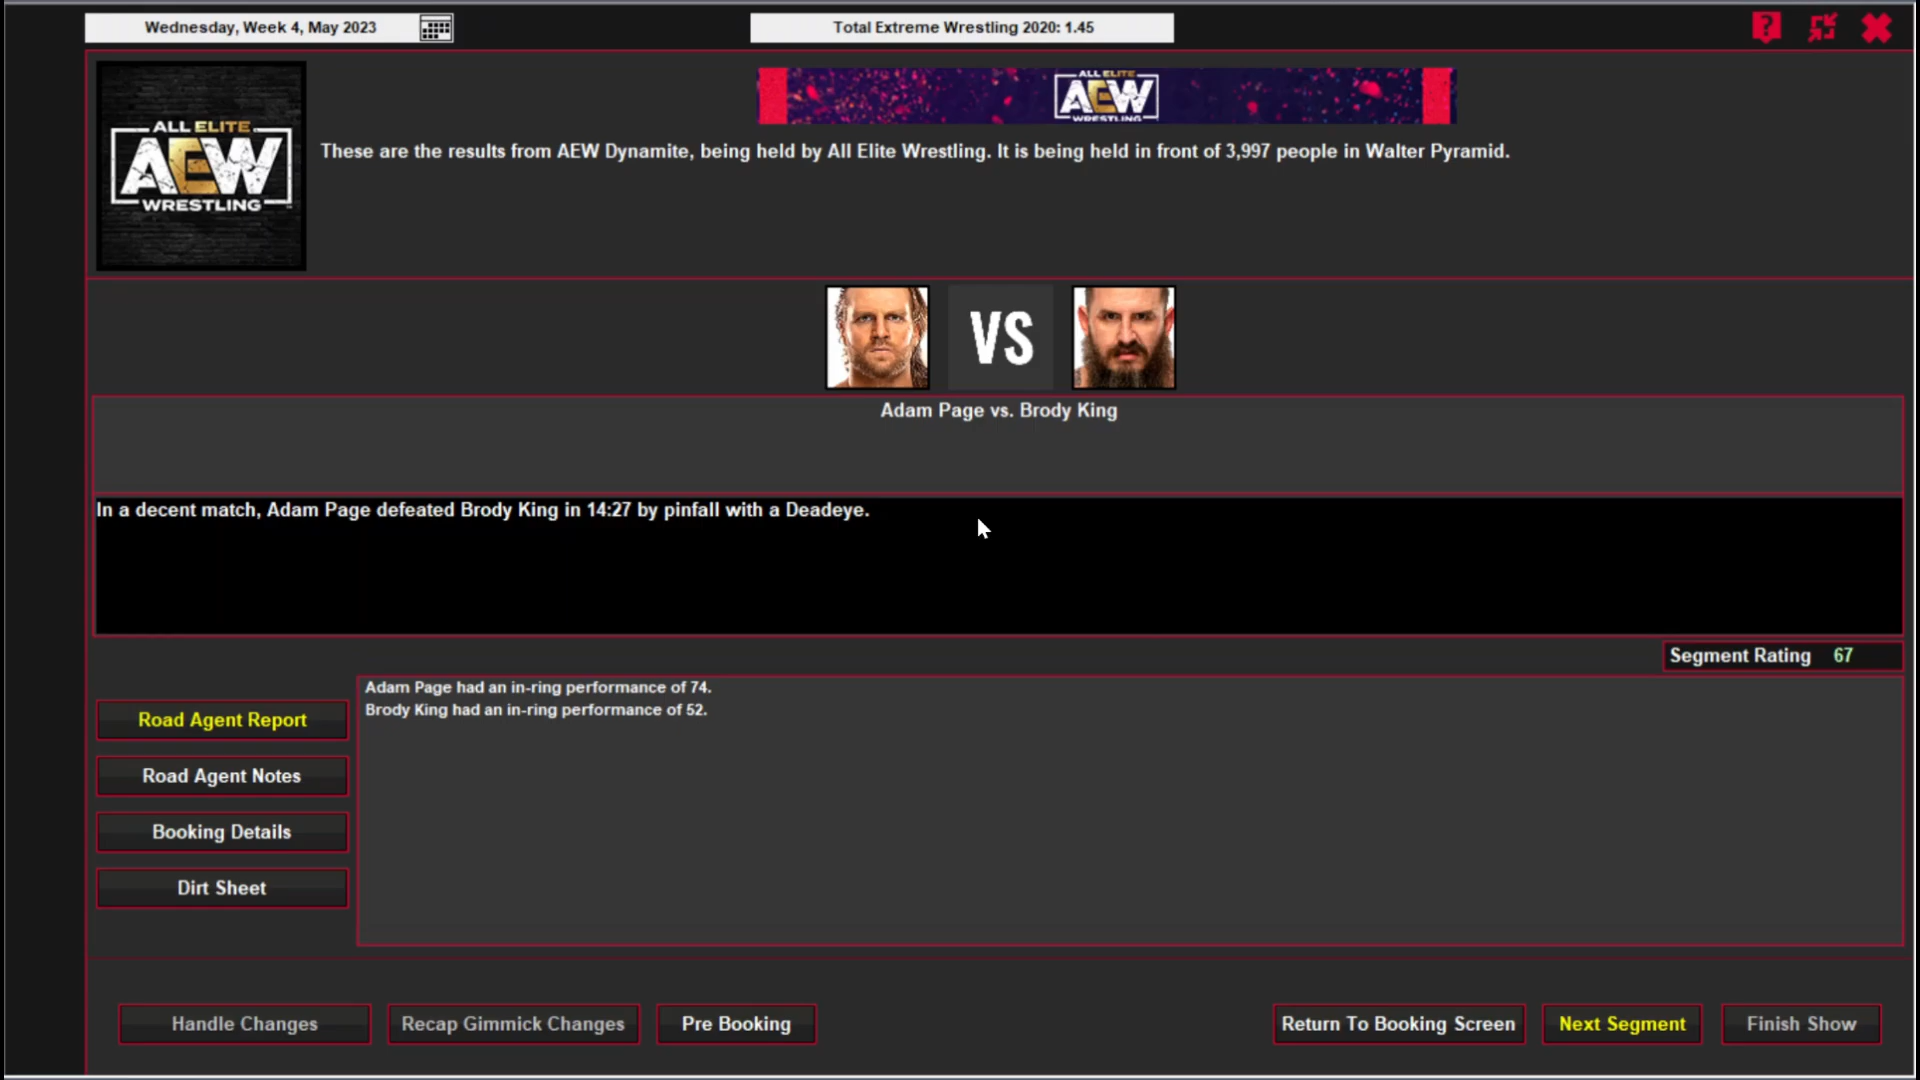 Wednesday, Week 4, May 2023
Total Extreme Wrestling 2020: 1.45
?
ALL ELITE
AEW
WRESTLING
ALL ELITE
AEW
WRESTLING
These are the results from AEW Dynamite, being held by All Elite Wrestling. It is being held in front of 3,997 people in Walter Pyramid.
VS
Adam Page vs. Brody King
In a decent match, Adam Page defeated Brody King in 14:27 by pinfall with a Deadeye.
Segment Rating 67
Adam Page had an in-ring performance of 74.
Brody King had an in-ring performance of 52.
Road Agent Report
Road Agent Notes
Booking Details
Dirt Sheet
Handle Changes
Recap Gimmick Changes
Pre Booking
Return To Booking Screen
Next Segment
Finish Show